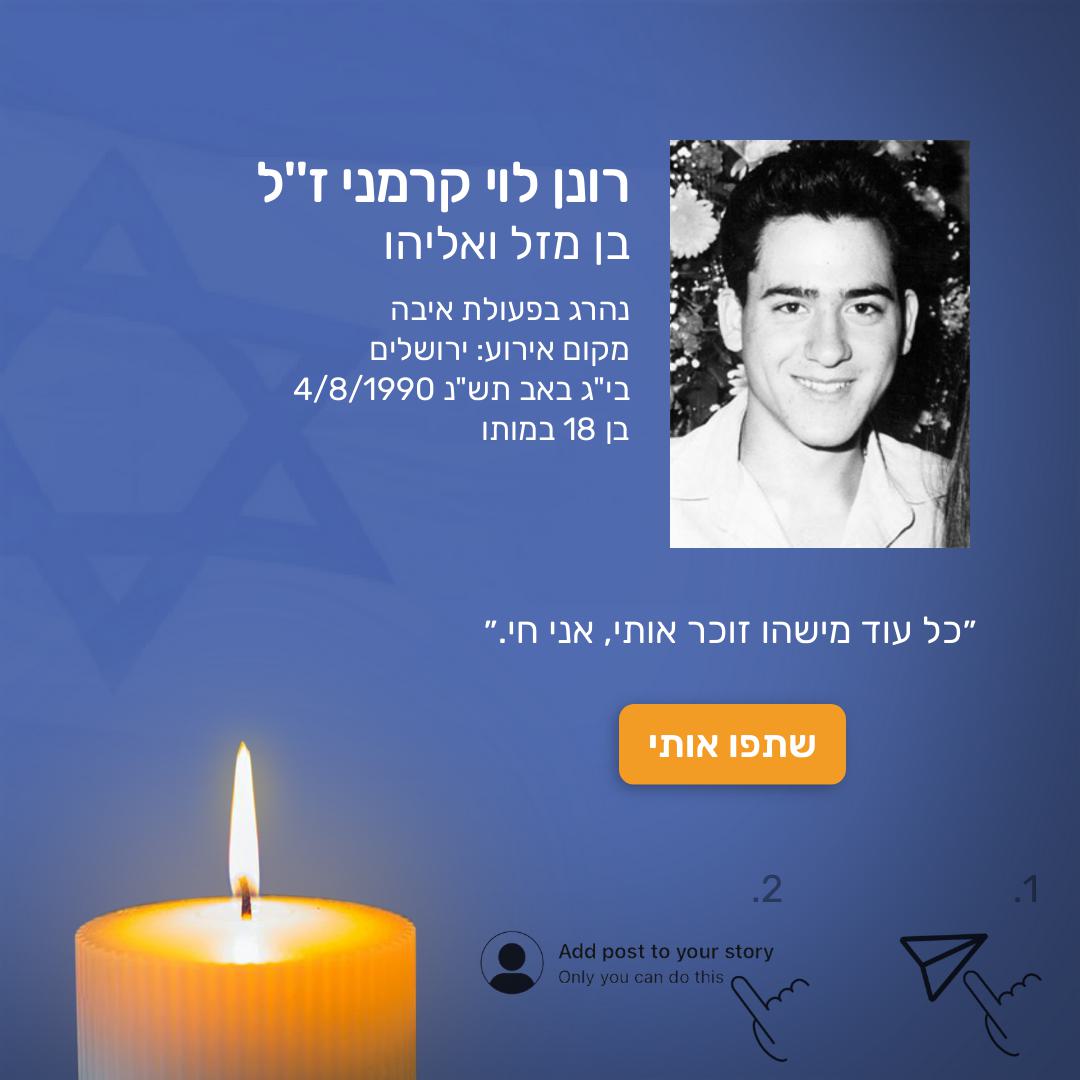 רונן לוי קרמני ז"ל
בן מזל ואליהו
נהרג בפעולת איבה
מקום אירוע: ירושלים
בי"ג באב תש"נ 4/8/1990
בן 18 במותו
״כל עוד מישהו זוכר אותי, אני חי.״
שתפו אותי
1.
2.
Add post to your story
Only you can do this